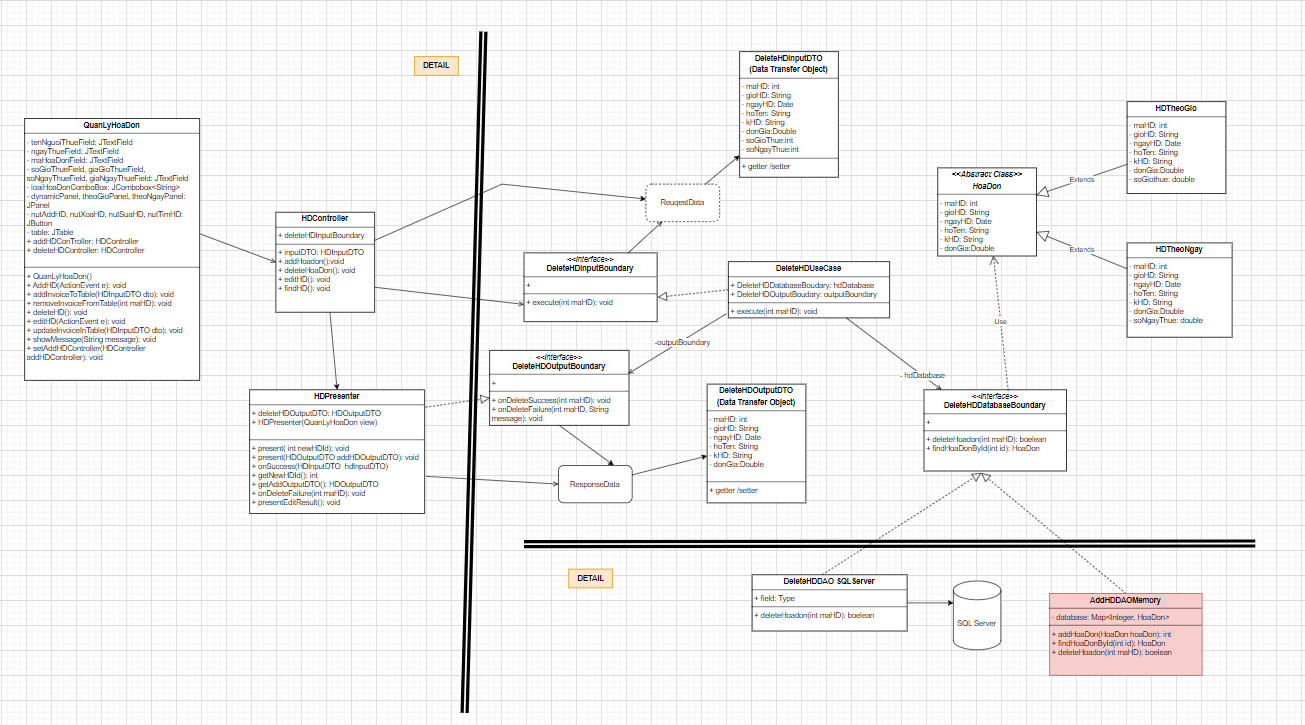 DETAIL
QuanLyHoaDon
- tenNguoiThueField: JTextField
- ngayThueField: JTextField
- maHoaDonField: JTextField
- soGioThueField, giaGioThueField,
soNgayThueField, giaNgayThueField: JTextField
- loaiHoaDonComboBox: JCombobox<String>
- dynamicPanel, theoGioPanel, theoNgayPanel:
JPanel
- nutAddHD, nutXoaHD, nutSuaHD, nutTimHD:
JButton
- table: JTable
+ addHDConTroller: HDController
+ deleteHDController: HDController
+ QuanLyHoaDon()
+ AddHD(ActionEvent e): void
+ addInvoiceToTable(HDInputDTO dto): void
+ removeInvoiceFormTable(int maHD): void
+ deleteHD(): void
+ editHD(ActionEvent e): void
+ updateInvoiceInTable(HDInputDTO dto): void
+ showMessage(String message): void
+ setAddHDController(HDController
addHDController): void
HDController
+ deleteHDInputBoundary
+ inputDTO: HDInputDTO
+ addHoadon():void
+ deleteHoaDon(): void
+ editHD(): void
+ findHD(): void
HDPresenter
+ deleteHDOutputDTO: HDOutputDTO
+ HDPresenter(QuanLyHoaDon view)
+ present( int newHDId): void
+ present(HDOutputDTO addHDOutputDTO): void
+ onSuccess(HDInputDTO hdInputDTO)
+ getNewHDId(): int
+ getAddOutputDTO(): HDOutputDTO
+ onDeleteFailure(int maHD): void
+ presentEditResult(): void
DeleteHDInputDTO
(Data Transfer Object)
- maHD: int
- gioHD: String
- ngayHD: Date
- hoTen: String
- kHD: String
- donGia:Double
- soGioThue:int
- soNgayThue:int
+ getter /setter
ReuqestData
<<Interface>>
DeleteHDInputBoundary
+
+ execute(int maHD): void
DeleteHDUseCase
+ DeleteHDDatabaseBoudary: hdDatabase
+ DeleteHDOutputBoudary: outputBoundary
+ execute(int maHD): void
-outputBoundary
- hdDatabase
<<Interface>>
DeleteHDOutputBoundary
+
+ onDeleteSuccess(int maHD): void
+ onDeleteFailure(int maHD, String
message): void
ResponseData
DeleteHDOutputDTO
(Data Transfer Object)
- maHD: int
- gioHD: String
- ngayHD: Date
- hoTen: String
- kHD: String
- donGia:Double
+ getter /setter
<<Abstract Class>>
HoaDon
- maHD: int
- gioHD: String
- ngayHD: Date
- hoTen: String
- kHD: String
- donGia:Double
Extends
Extends
Use
HDTheoGio
- maHD: int
- gioHD: String
- ngayHD: Date
- hoTen: String
- kHD: String
- donGia:Double
- soGiothue: double
HDTheoNgay
- maHD: int
- gioHD: String
- ngayHD: Date
- hoTen: String
- kHD: String
- donGia:Double
- soNgayThue: double
<<Interface>>
DeleteHDDatabaseBoundary
+
+ deleteHoadon(int maHD): boolean
+ findHoaDonById(int id): HoaDon
DETAIL
DeleteHDDAO SQLServer
+ field: Type
+ deleteHoadon(int maHD): boolean
SQL Server
AddHDDAOMemory
- database: Map<Integer, HoaDon>
+ addHoaDon(HoaDon hoaDon): int
+ findHoaDonById(int id): HoaDon
+ deleteHoadon(int maHD): boolean